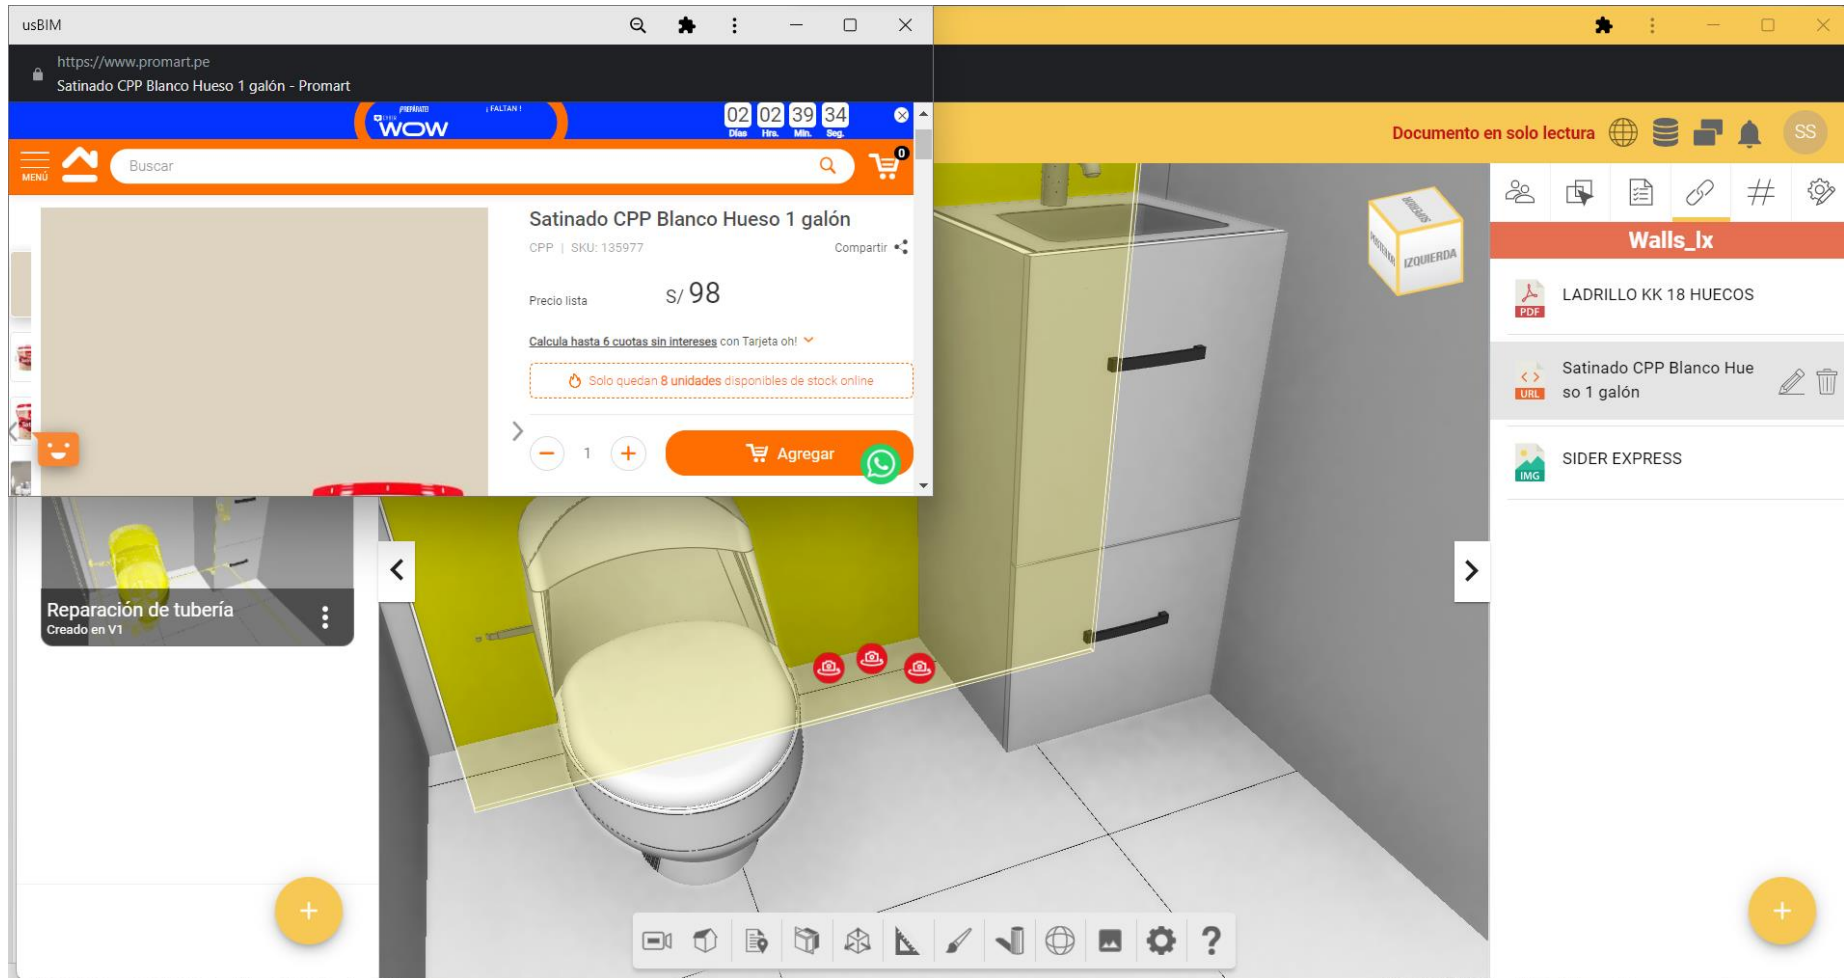 usBIM
https://www.promart.pe
Satinado CPP Blanco Hueso 1 galón - Promart
¡PREPÁRATE!
¡FALTAN!
CYBER WOW
02 02 39 34
Días Hrs. Min. Seg.
MENÚ
Buscar
0
Satinado CPP Blanco Hueso 1 galón
CPP | SKU: 135977
Compartir
Precio lista
S/ 98
Calcula hasta 6 cuotas sin intereses con Tarjeta oh!
Solo quedan 8 unidades disponibles de stock online
1
Agregar
Reparación de tubería
Creado en V1
SUPERIOR
POSTERIOR
IZQUIERDA
Documento en solo lectura
SS
Walls_lx
PDF
LADRILLO KK 18 HUECOS
URL
Satinado CPP Blanco Hue
so 1 galón
IMG
SIDER EXPRESS